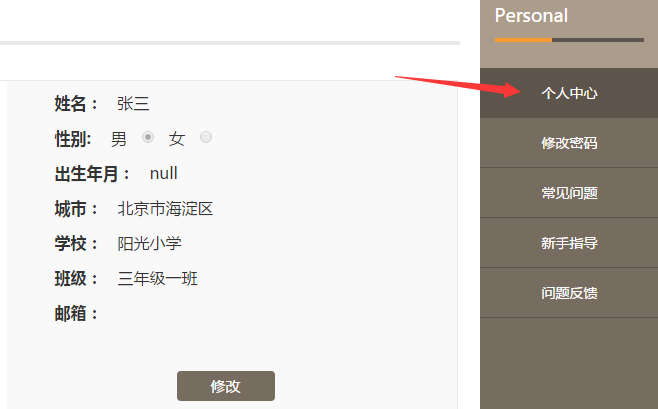 Personal
姓名： 张三
性别: 男 女
出生年月： null
城市： 北京市海淀区
学校： 阳光小学
班级： 三年级一班
邮箱：
修改
个人中心
修改密码
常见问题
新手指导
问题反馈